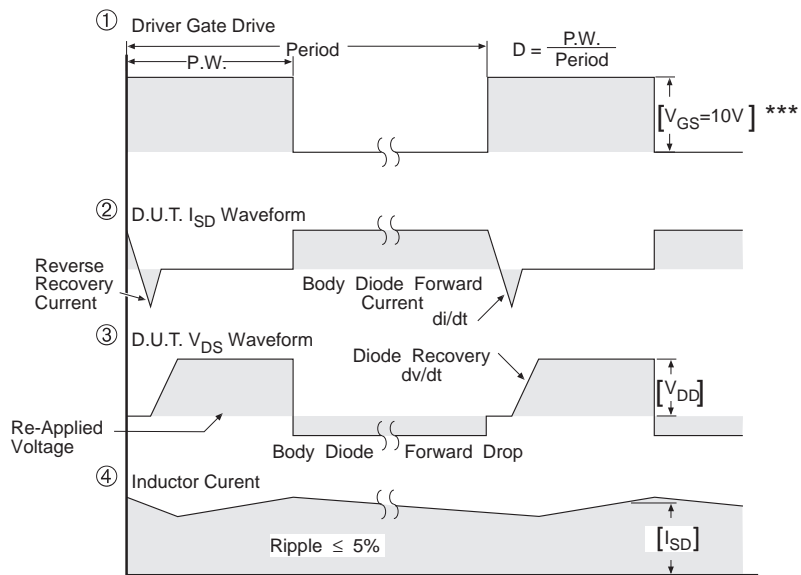 ① Driver Gate Drive
Period
P.W.
D = P.W. / Period
[VGS=10V] ***
② D.U.T. ISD Waveform
Reverse
Recovery
Current
Body Diode Forward
Current
di/dt
③ D.U.T. VDS Waveform
Diode Recovery
dv/dt
[VDD]
Re-Applied
Voltage
Body Diode Forward Drop
④ Inductor Curent
Ripple ≤ 5%
[ISD]